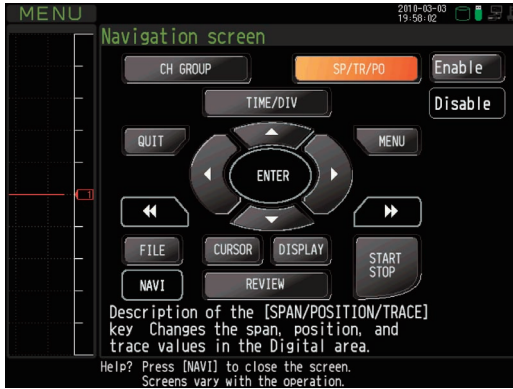 MENU
2010-03-03
19:58:02
Navigation screen
CH GROUP
SP/TR/PO
Enable
TIME/DIV
Disable
QUIT
MENU
ENTER
1
FILE
CURSOR
DISPLAY
START
STOP
NAVI
REVIEW
Description of the [SPAN/POSITION/TRACE]
key Changes the span, position, and
trace values in the Digital area.
Help? Press [NAVI] to close the screen.
Screens vary with the operation.